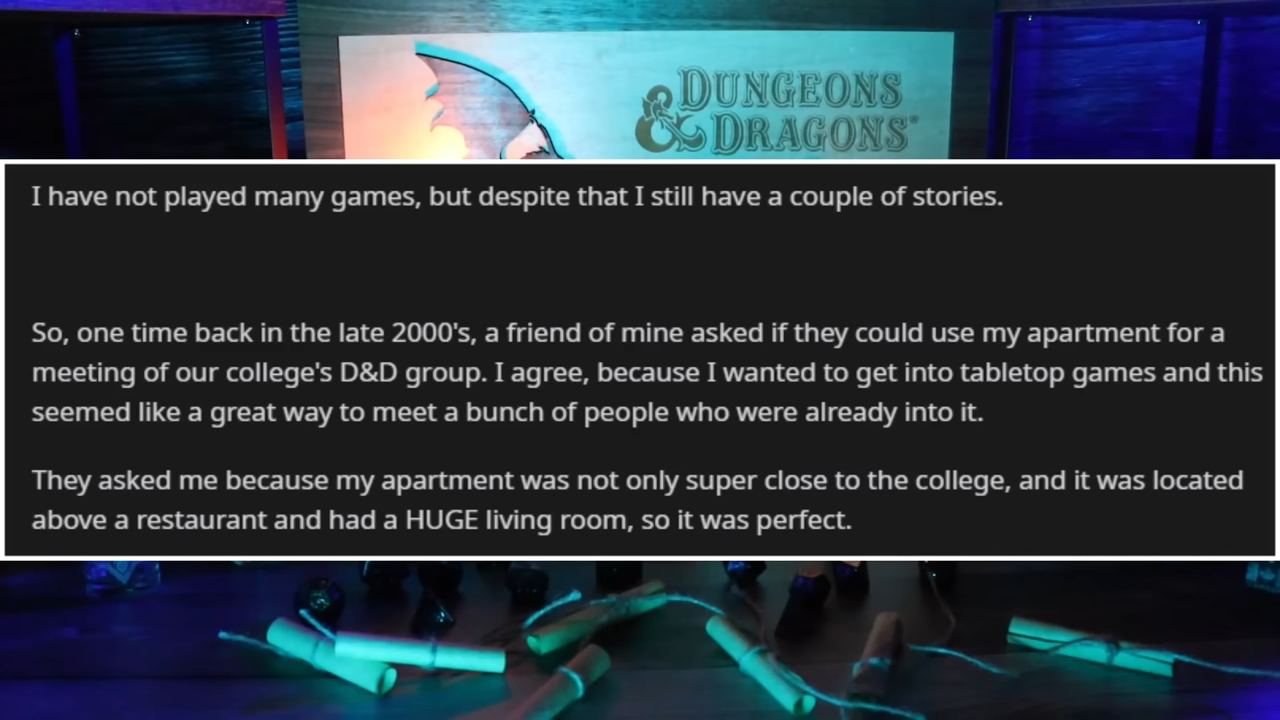 DUNGEONS
& DRAGONS®
I have not played many games, but despite that I still have a couple of stories.
So, one time back in the late 2000's, a friend of mine asked if they could use my apartment for a
meeting of our college's D&D group. I agree, because I wanted to get into tabletop games and this
seemed like a great way to meet a bunch of people who were already into it.
They asked me because my apartment was not only super close to the college, and it was located
above a restaurant and had a HUGE living room, so it was perfect.